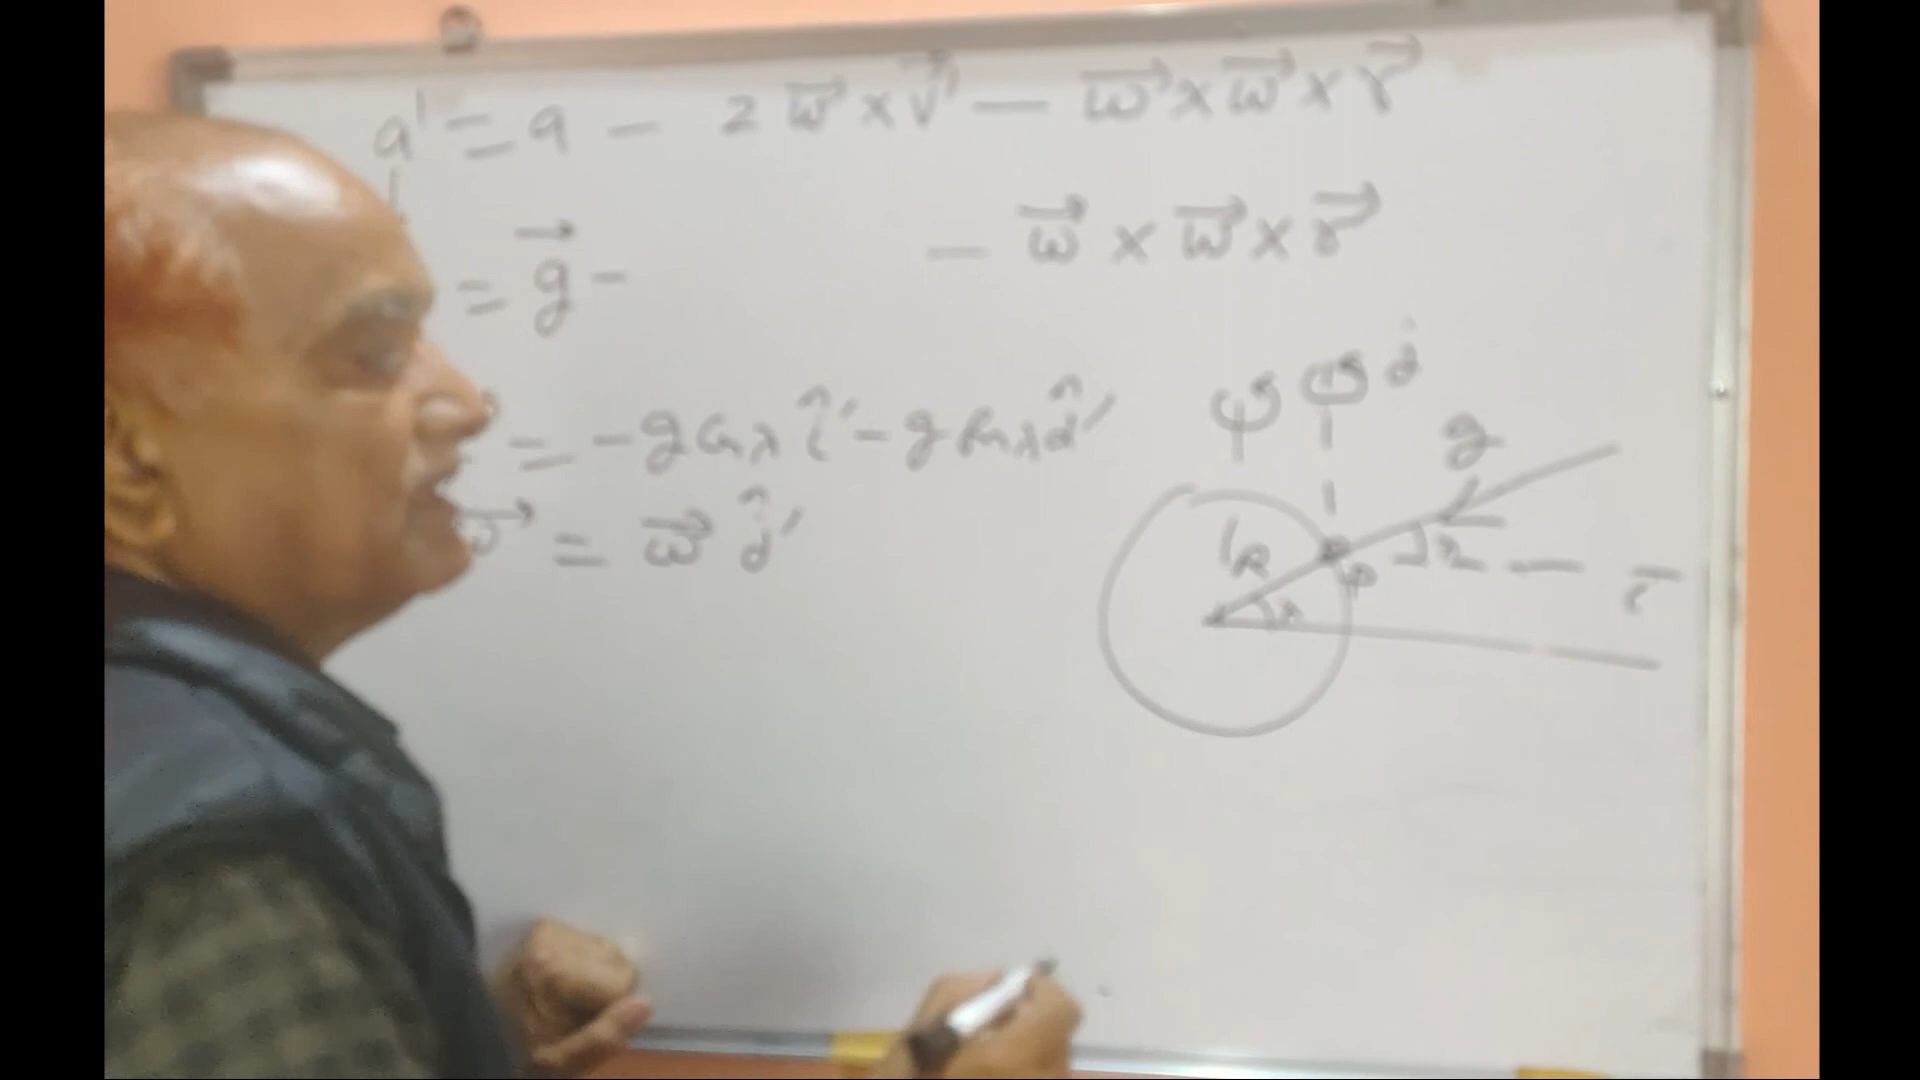 a' = a - 2 ω⃗ × v⃗' - ω⃗ × ω⃗ × r⃗
= g⃗ - - ω⃗ × ω⃗ × r⃗
= - g cos λ î' - g sin λ ĵ'
ω⃗ = ω⃗ ĵ'
j
g
R
λ
P
λ
i